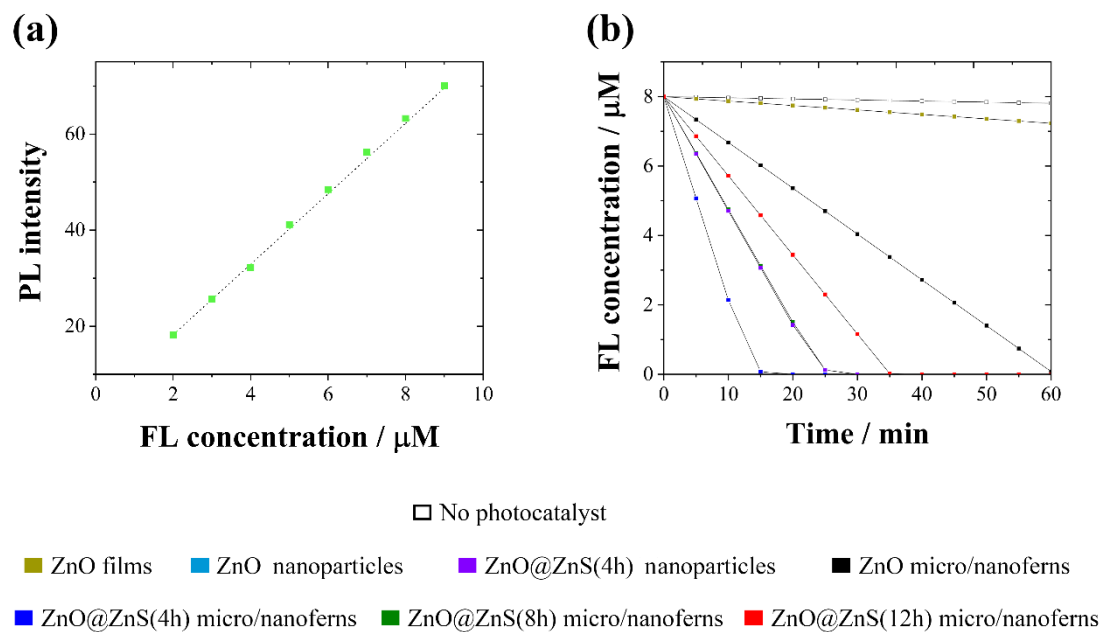 (a)
(b)
PL intensity
60
40
20
0 2 4 6 8 10
FL concentration / μM
FL concentration / μM
8
6
4
2
0
0 10 20 30 40 50 60
Time / min
No photocatalyst
ZnO films ZnO nanoparticles ZnO@ZnS(4h) nanoparticles ZnO micro/nanoferns
ZnO@ZnS(4h) micro/nanoferns ZnO@ZnS(8h) micro/nanoferns ZnO@ZnS(12h) micro/nanoferns